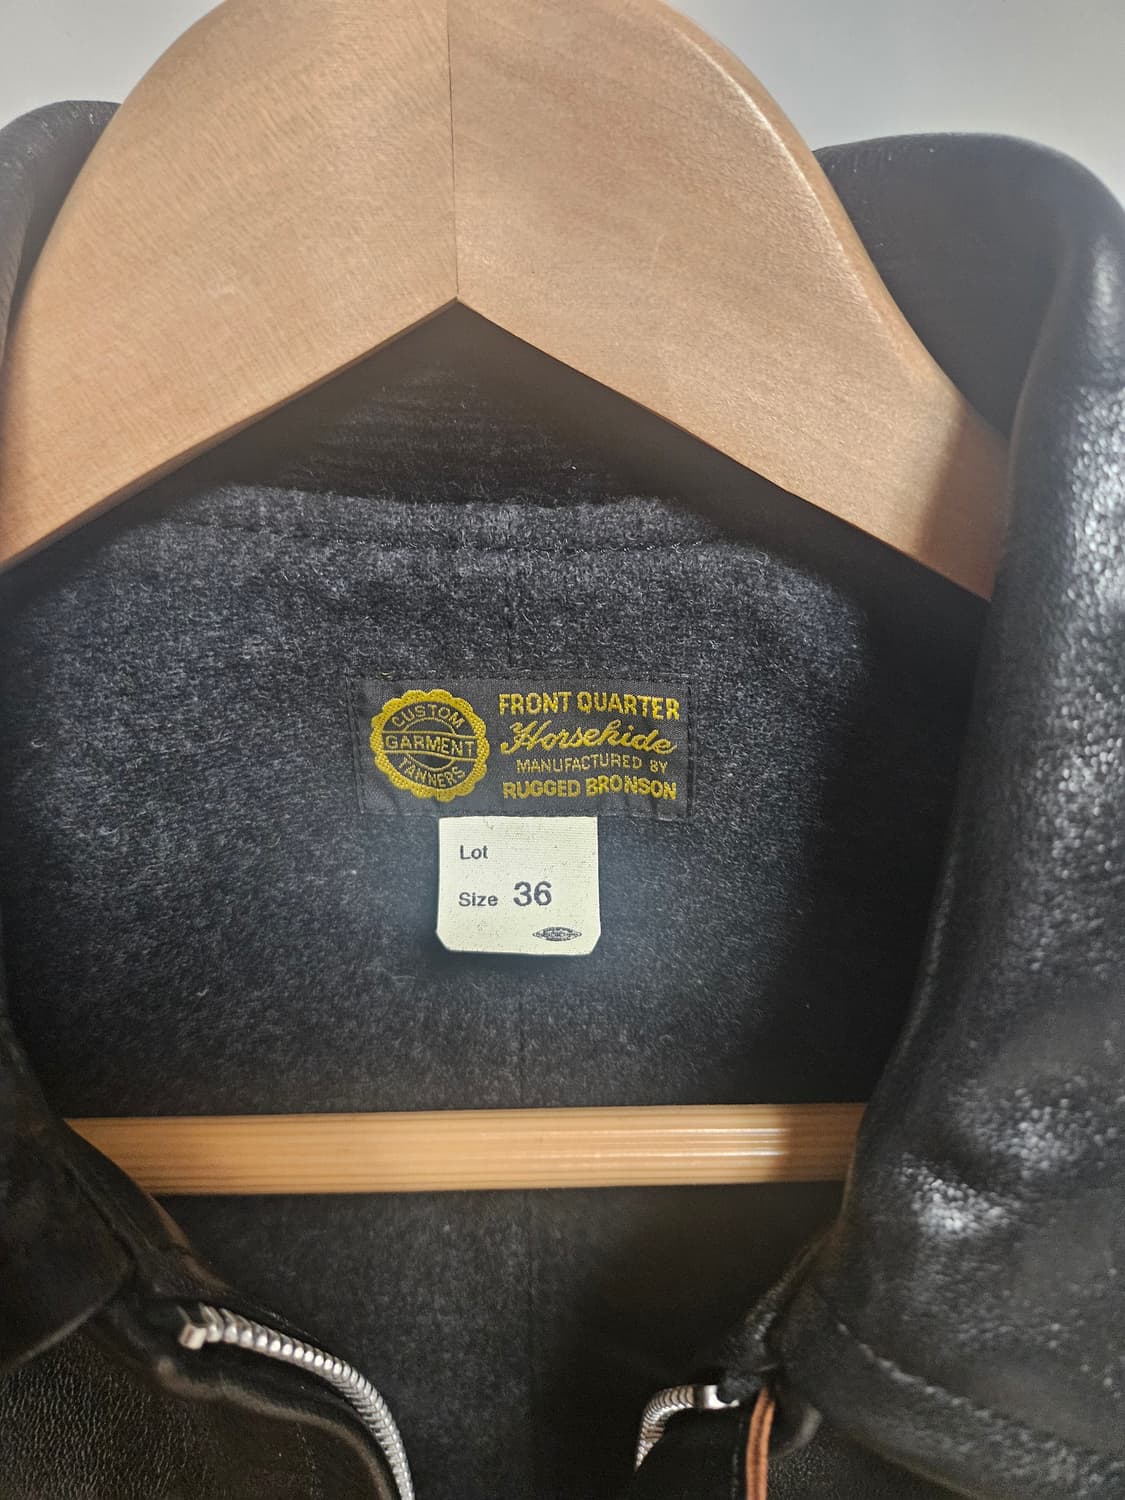 CUSTOM
GARMENT
TANNERS
FRONT QUARTER
Horsehide
MANUFACTURED BY
RUGGED BRONSON
Lot
Size 36